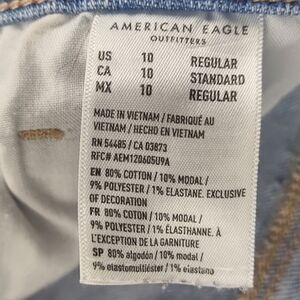 AMERICAN EAGLE
OUTFITTERS
US 10 REGULAR
CA 10 STANDARD
MX 10 REGULAR
MADE IN VIETNAM / FABRIQUÉ AU
VIETNAM / HECHO EN VIETNAM
RN 54485 / CA 03873
RFC# AEM120605U9A
EN 80% COTTON / 10% MODAL /
9% POLYESTER / 1% ELASTANE. EXCLUSIVE
OF DECORATION
FR 80% COTON / 10% MODAL /
9% POLYESTER / 1% ÉLASTHANNE. À
L'EXCEPTION DE LA GARNITURE
SP 80% algodón / 10% modal /
9% elastomultiéster / 1% elastano